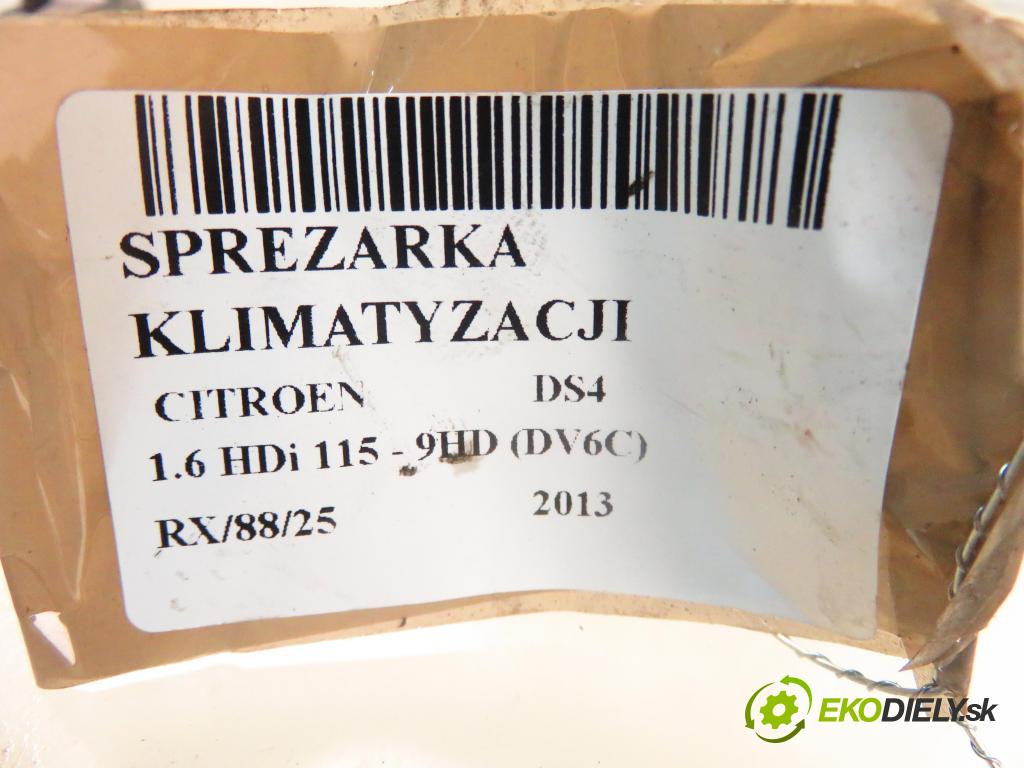 SPREZARKA
KLIMATYZACJI
CITROEN DS4
1.6 HDi 115 - 9HD (DV6C)
RX/88/25 2013
EKODIELY.sk